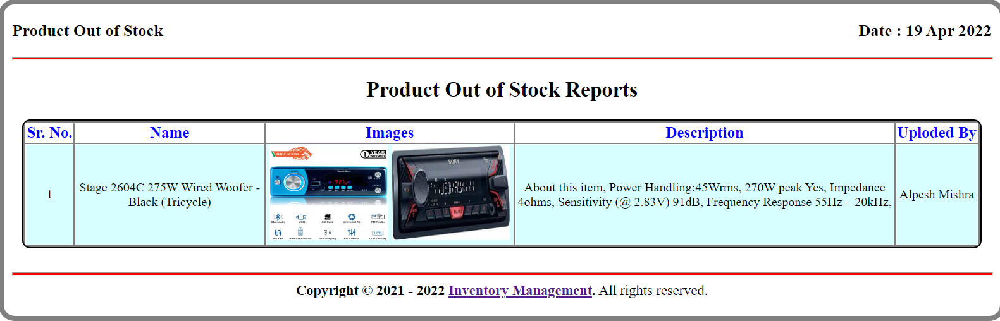 Product Out of Stock
Date : 19 Apr 2022
Product Out of Stock Reports
Sr. No.
Name
Images
Description
Uploded By
1
Stage 2604C 275W Wired Woofer -
Black (Tricycle)
MADE IN INDIA
1 YEAR
WARRANTY
92.7
Bluetooth
USB
SD Card
Universal fit
FM Radio
AUX In
Remote Control
5v Charging
EQ Control
LCD Display
SONY
About this item, Power Handling:45Wrms, 270W peak Yes, Impedance
4ohms, Sensitivity (@ 2.83V) 91dB, Frequency Response 55Hz – 20kHz,
Alpesh Mishra
Copyright © 2021 - 2022 Inventory Management. All rights reserved.